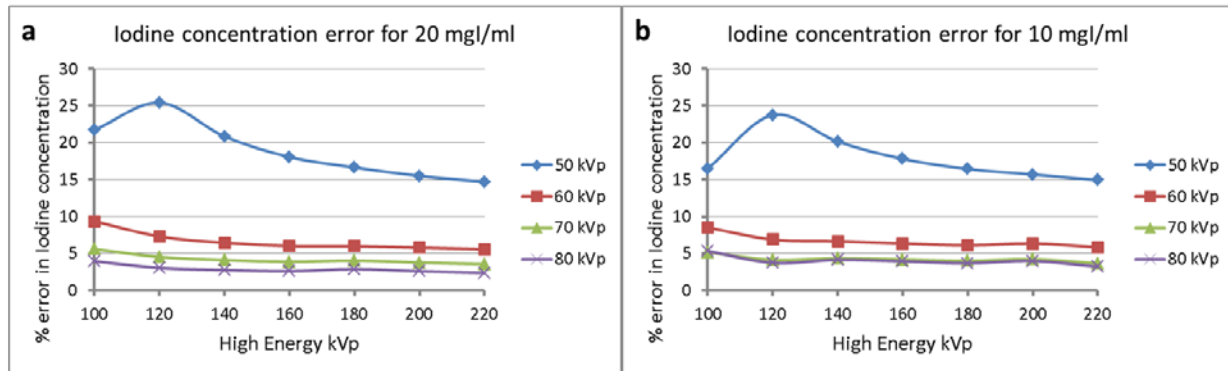 a
Iodine concentration error for 20 mgI/ml
% error in Iodine concentration
30
25
20
15
10
5
0
100 120 140 160 180 200 220
High Energy kVp
50 kVp
60 kVp
70 kVp
80 kVp
b
Iodine concentration error for 10 mgI/ml
% error in Iodine concentration
30
25
20
15
10
5
0
100 120 140 160 180 200 220
High Energy kVp
50 kVp
60 kVp
70 kVp
80 kVp